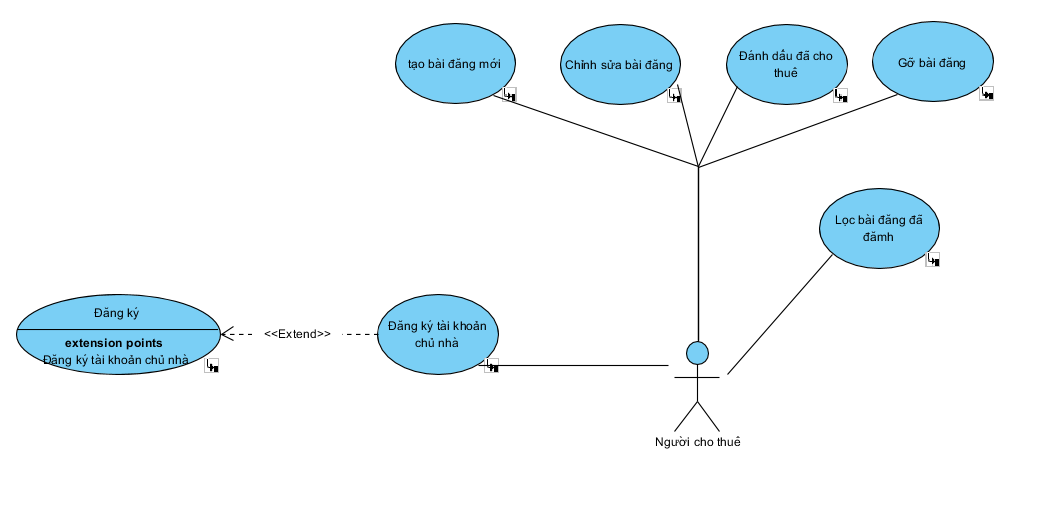 tạo bài đăng mới
Chỉnh sửa bài đăng
Đánh dấu đã cho
thuê
Gỡ bài đăng
Lọc bài đăng đã
đămh
Đăng ký
extension points
Đăng ký tài khoản chủ nhà
<<Extend>>
Đăng ký tài khoản
chủ nhà
Người cho thuê